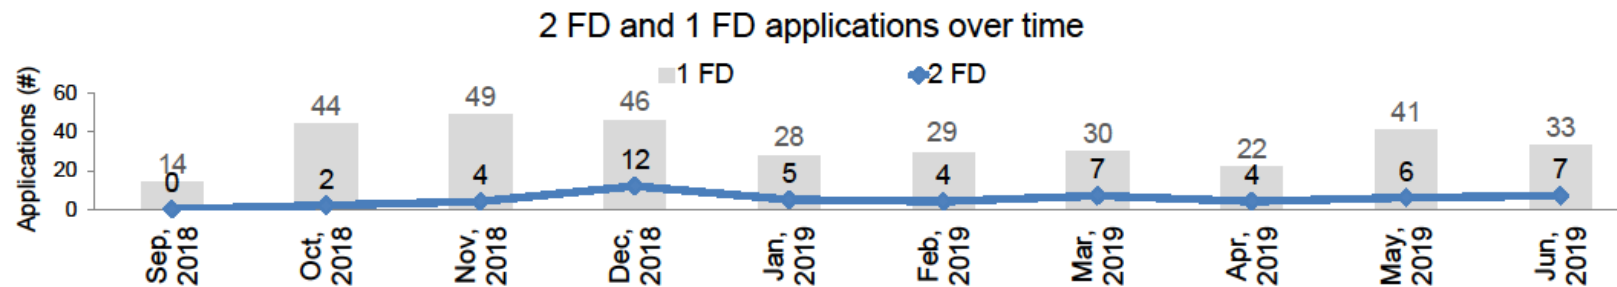 2 FD and 1 FD applications over time
1 FD 2 FD
Applications (#)
60
40
20
0
14 44 49 46 28 29 30 22 41 33
0 2 4 12 5 4 7 4 6 7
Sep, 2018
Oct, 2018
Nov, 2018
Dec, 2018
Jan, 2019
Feb, 2019
Mar, 2019
Apr, 2019
May, 2019
Jun, 2019